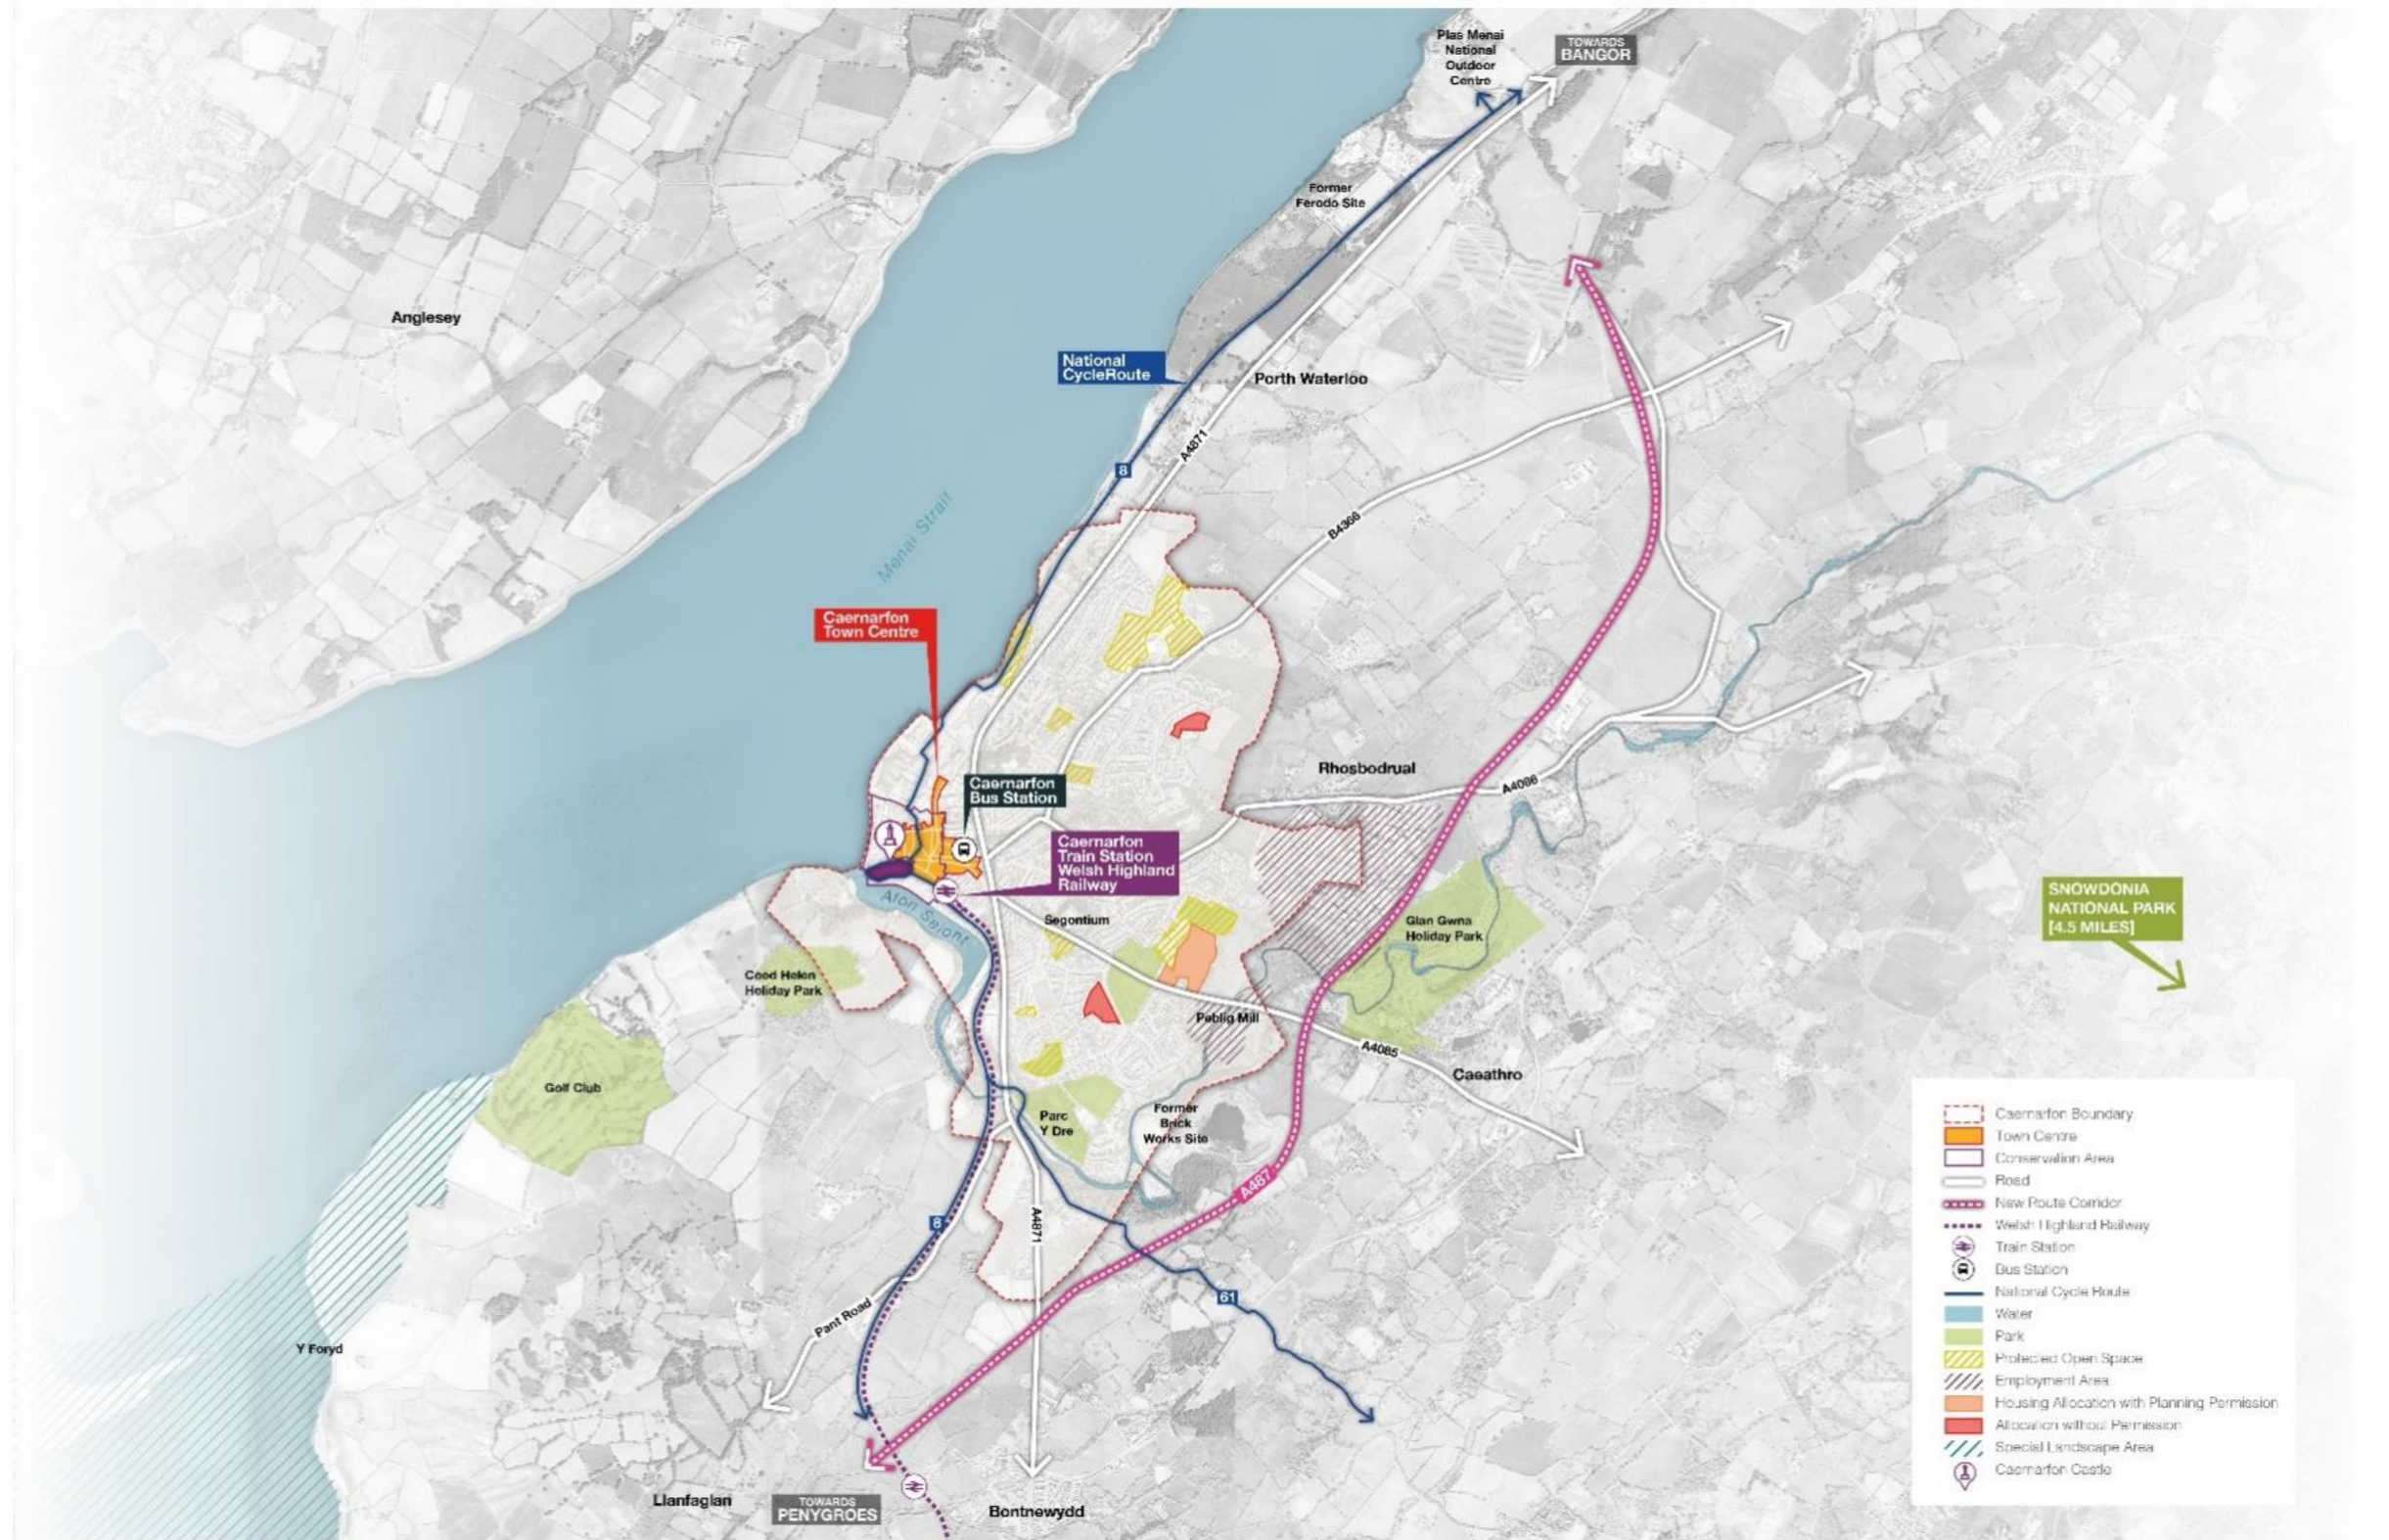 Plas Menai
National
Outdoor
Centre
TOWARDS
BANGOR
Former
Ferodo Site
Anglesey
National
CycleRoute
Porth Waterloo
A4871
8
B4366
Menai Strait
Caernarfon
Town Centre
Rhosbodrual
Caernarfon
Bus Station
A4086
Caernarfon
Train Station
Welsh Highland
Railway
SNOWDONIA
NATIONAL PARK
[4.5 MILES]
Afon Seiont
Segontium
Glan Gwna
Holiday Park
Coed Helen
Holiday Park
Peblig Mill
A4085
Caeathro
Golf Club
Parc
Y Dre
Former
Brick
Works Site
A487
8
A4871
61
Pant Road
Y Foryd
Llanfaglan
TOWARDS
PENYGROES
Bontnewydd
Caernarfon Boundary
Town Centre
Conservation Area
Road
New Route Corridor
Welsh Highland Railway
Train Station
Bus Station
National Cycle Route
Water
Park
Protected Open Space
Employment Area
Housing Allocation with Planning Permission
Allocation without Permission
Special Landscape Area
Caernarfon Castle